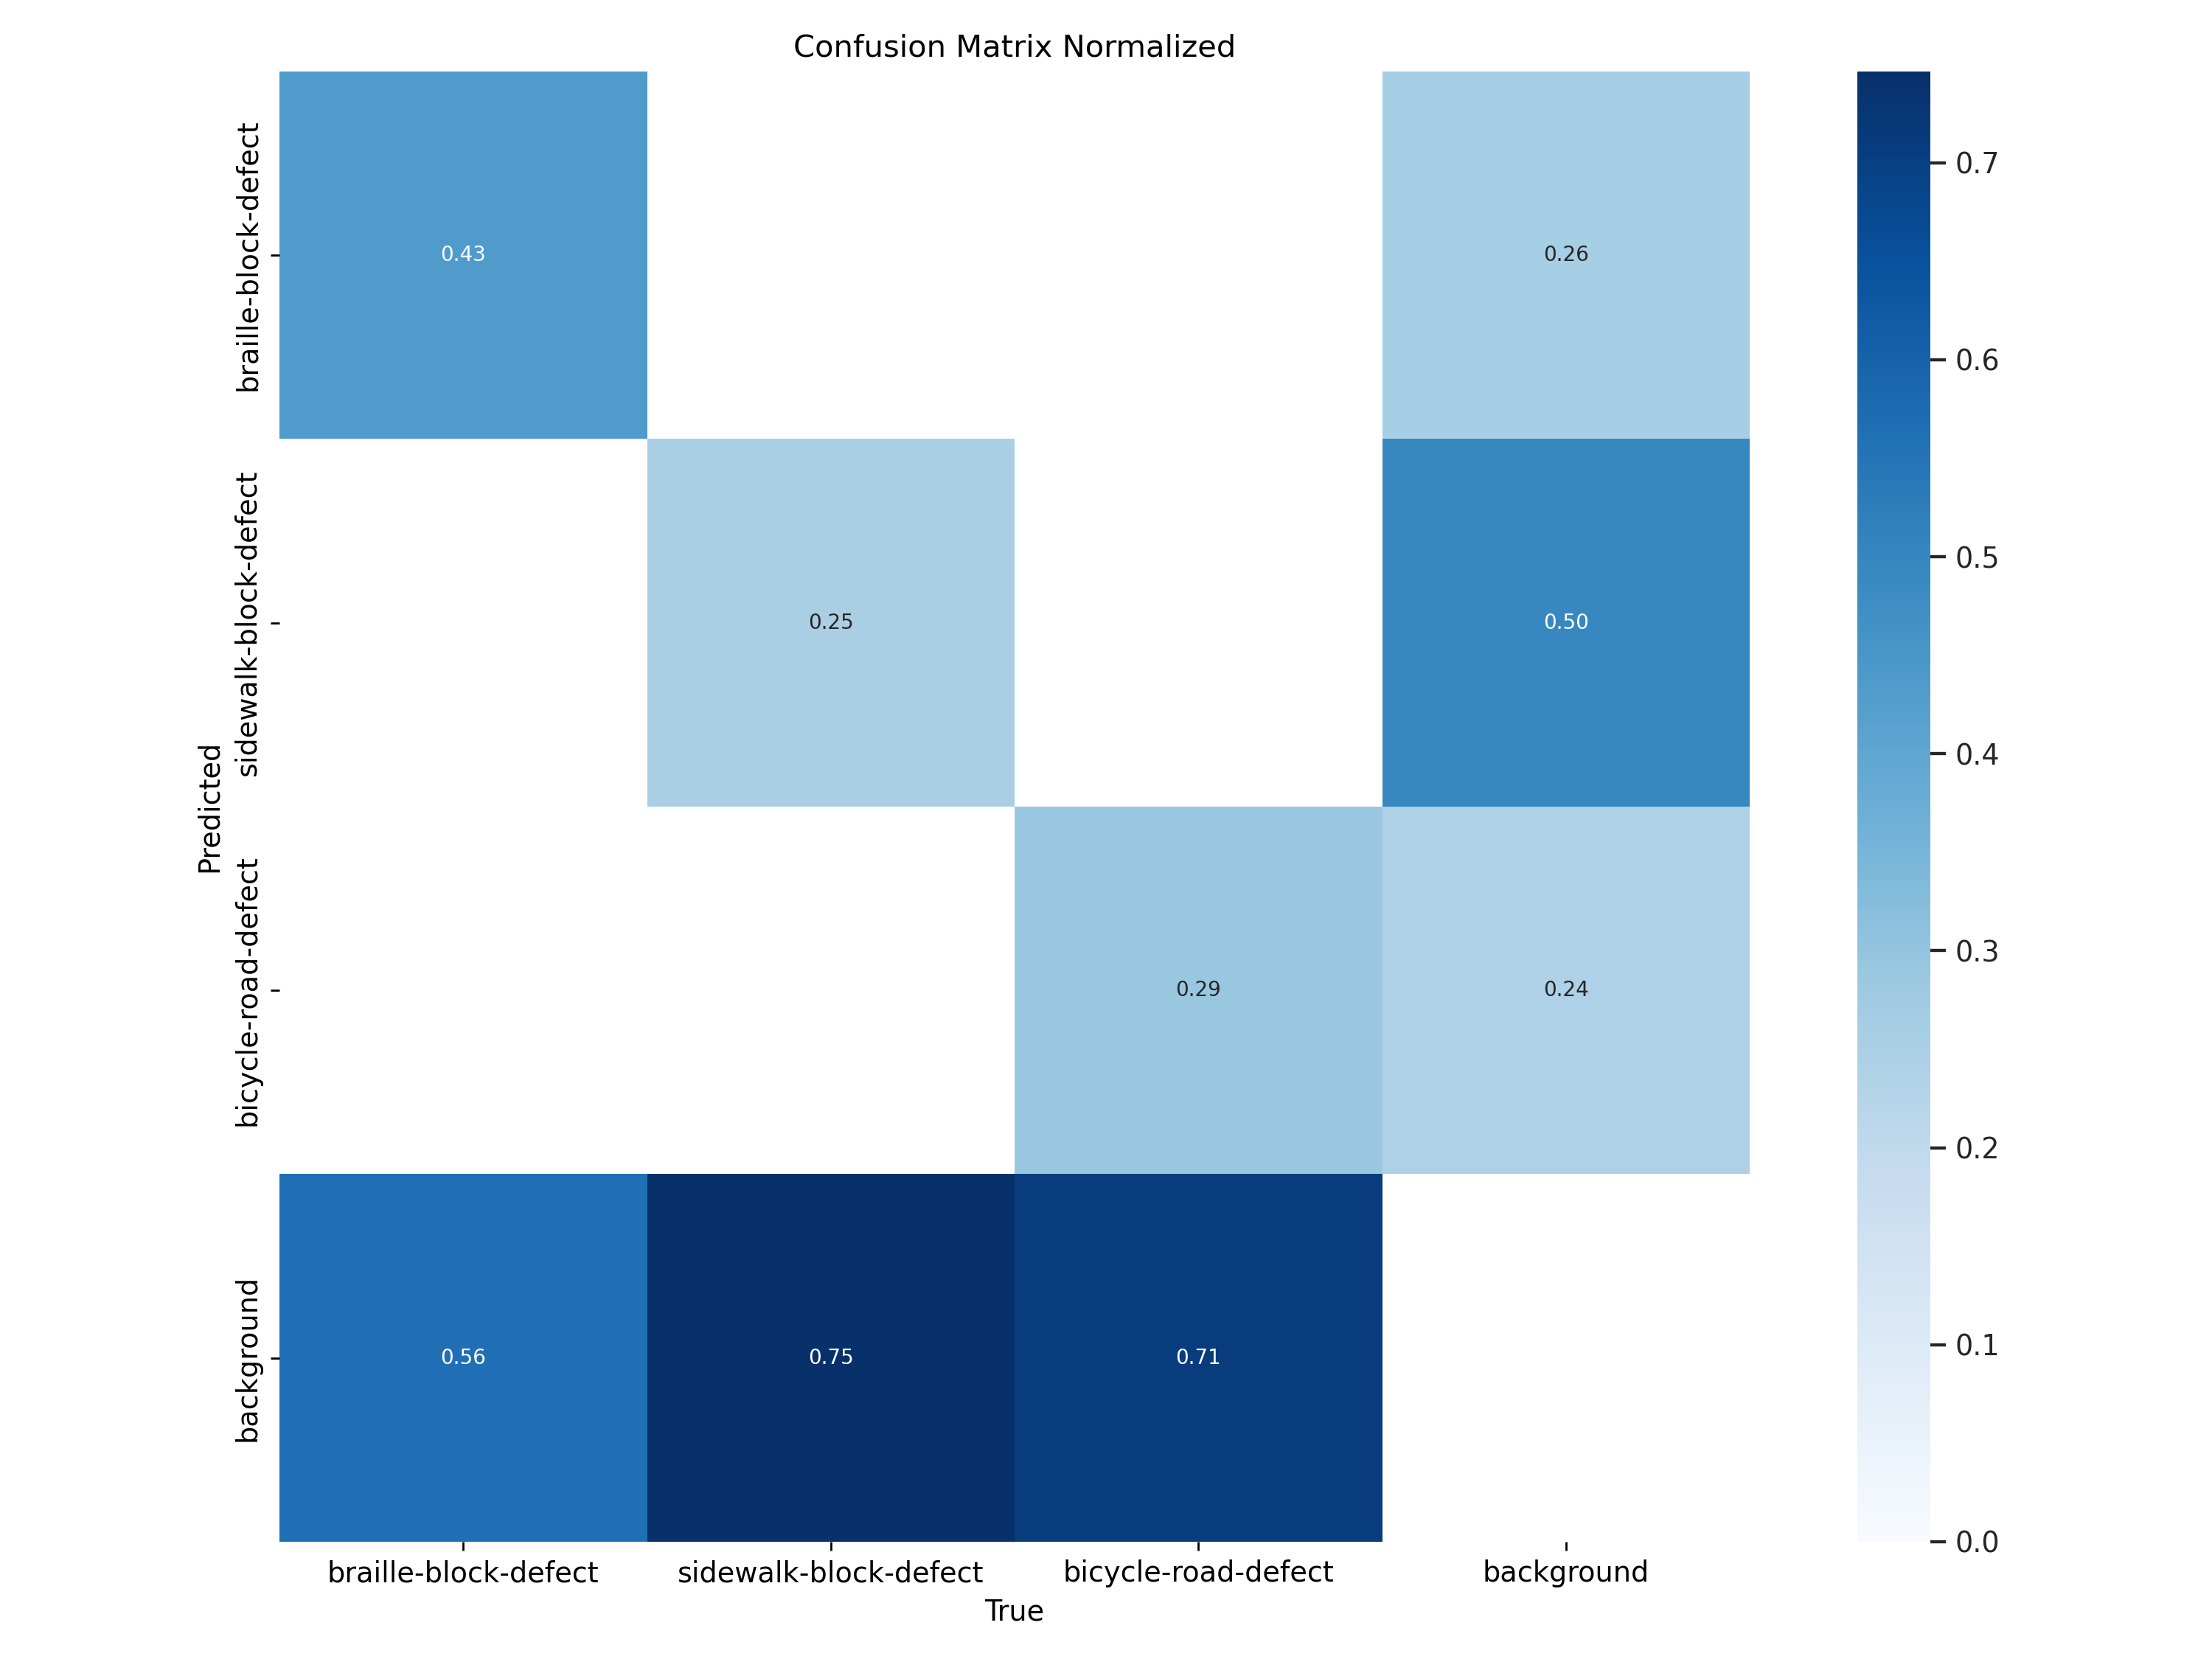 Confusion Matrix Normalized
Predicted
braille-block-defect
sidewalk-block-defect
bicycle-road-defect
background
0.43
0.26
0.25
0.50
0.29
0.24
0.56
0.75
0.71
braille-block-defect
sidewalk-block-defect
bicycle-road-defect
background
True
0.7
0.6
0.5
0.4
0.3
0.2
0.1
0.0